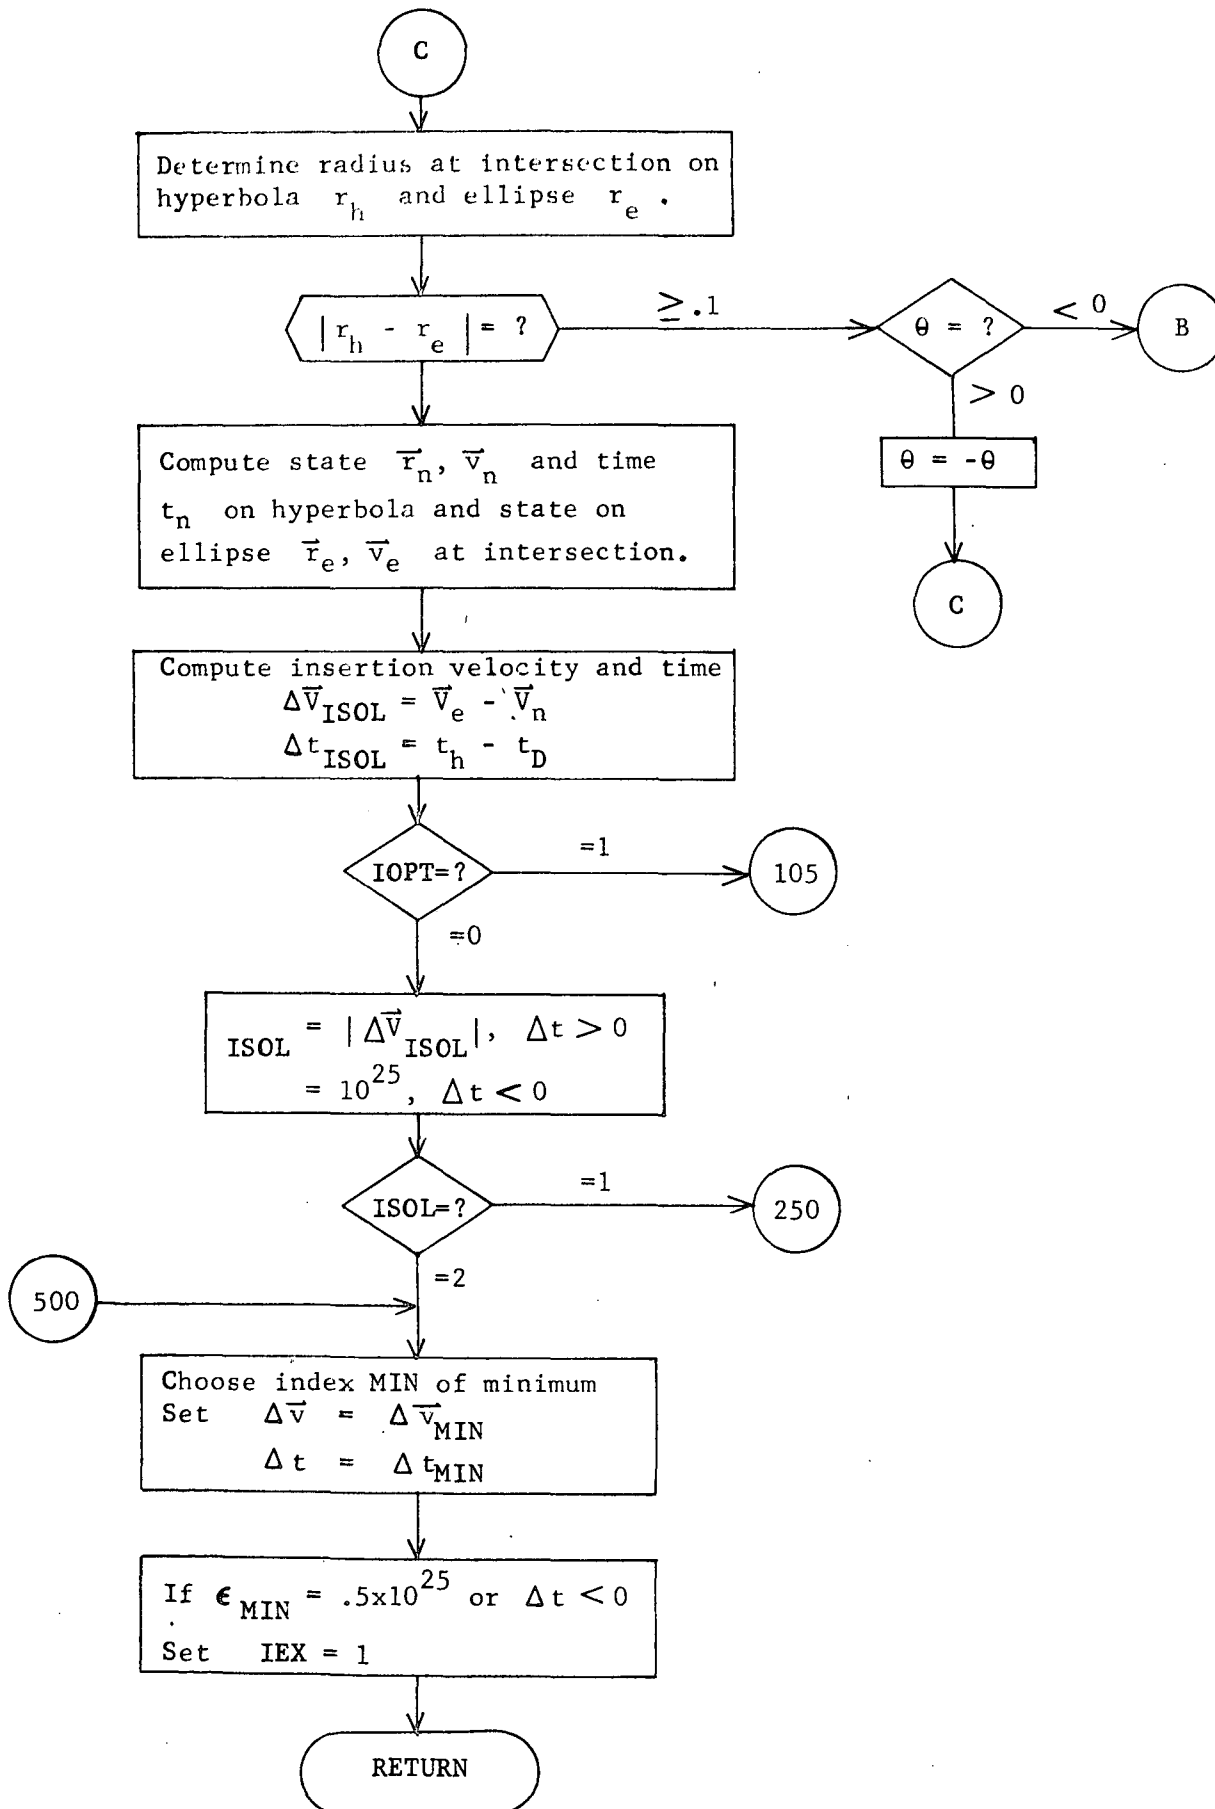 C
Determine radius at intersection on
hyperbola r_h and ellipse r_e .
| r_h - r_e | = ?
≥ .1
θ = ?
< 0
B
> 0
θ = -θ
C
Compute state r⃗_n, v⃗_n and time
t_n on hyperbola and state on
ellipse r⃗_e, v⃗_e at intersection.
Compute insertion velocity and time
ΔV⃗_ISOL = V⃗_e - V⃗_n
Δt_ISOL = t_h - t_D
IOPT=?
=1
105
=0
ISOL = | ΔV⃗_ISOL |, Δt > 0
= 10^25, Δt < 0
ISOL=?
=1
250
=2
500
Choose index MIN of minimum
Set Δv⃗ = Δv⃗_MIN
Δt = Δt_MIN
If ϵ_MIN = .5x10^25 or Δt < 0
Set IEX = 1
RETURN